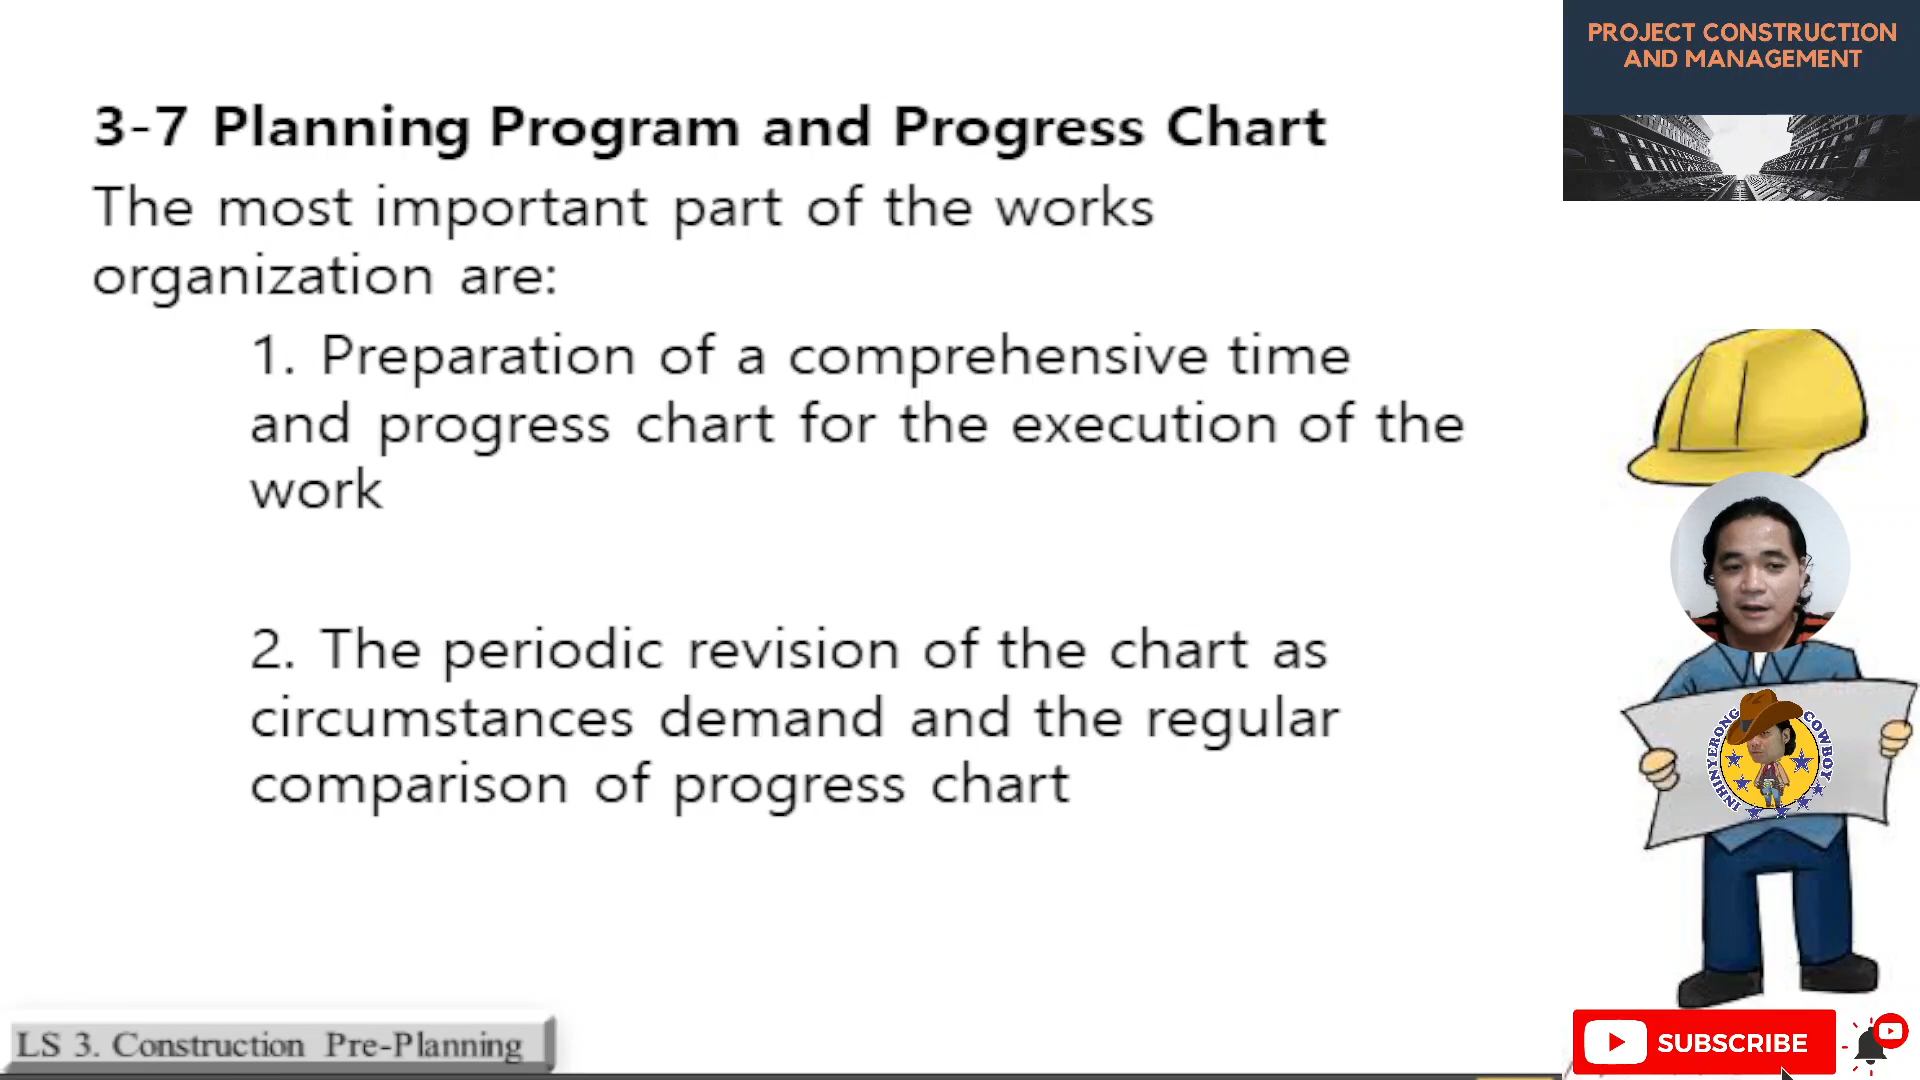 PROJECT CONSTRUCTION
AND MANAGEMENT
3-7 Planning Program and Progress Chart
The most important part of the works
organization are:
1. Preparation of a comprehensive time
and progress chart for the execution of the
work
2. The periodic revision of the chart as
circumstances demand and the regular
comparison of progress chart
INHINYERONG COWBOY
LS 3. Construction Pre-Planning
SUBSCRIBE